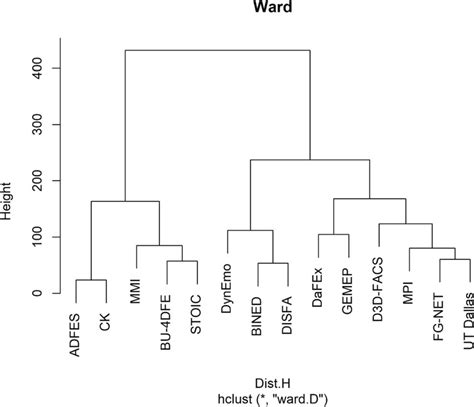 Ward
Height
400
300
200
100
0
ADFES
CK
MMI
BU-4DFE
STOIC
DynEmo
BINED
DISFA
DaFEx
GEMEP
D3D-FACS
MPI
FG-NET
UT Dallas
Dist.H
hclust (*, "ward.D")